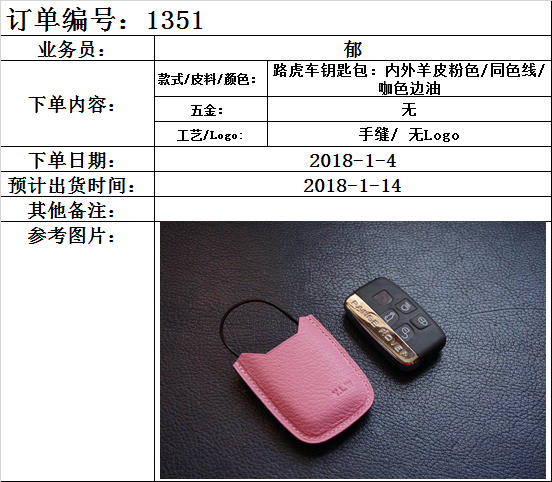 订单编号：1351
业务员：
郁
下单内容：
款式/皮料/颜色：
路虎车钥匙包：内外羊皮粉色/同色线/
咖色边油
五金：
无
工艺/Logo:
手缝/ 无Logo
下单日期：
2018-1-4
预计出货时间：
2018-1-14
其他备注：
参考图片：
RANGE ROVER